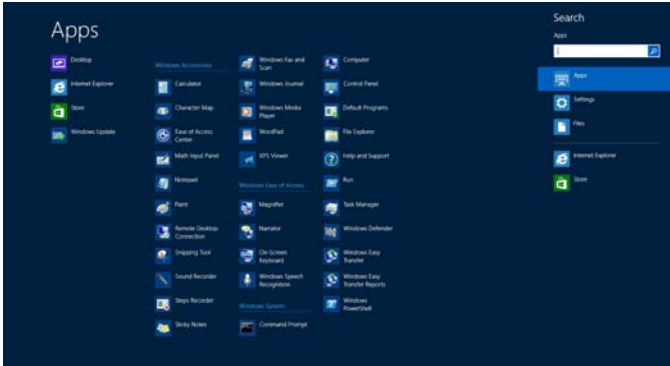 Apps
Desktop
Internet Explorer
Store
Windows Update
Windows Accessories
Calculator
Character Map
Ease of Access
Center
Math Input Panel
Notepad
Paint
Remote Desktop
Connection
Snipping Tool
Sound Recorder
Steps Recorder
Sticky Notes
Windows Fax and
Scan
Windows Journal
Windows Media
Player
WordPad
XPS Viewer
Windows Ease of Access
Magnifier
Narrator
On-Screen
Keyboard
Windows Speech
Recognition
Windows System
Command Prompt
Computer
Control Panel
Default Programs
File Explorer
Help and Support
Run
Task Manager
Windows Defender
Windows Easy
Transfer
Windows Easy
Transfer Reports
Windows
PowerShell
Search
Apps
Apps
Settings
Files
Internet Explorer
Store